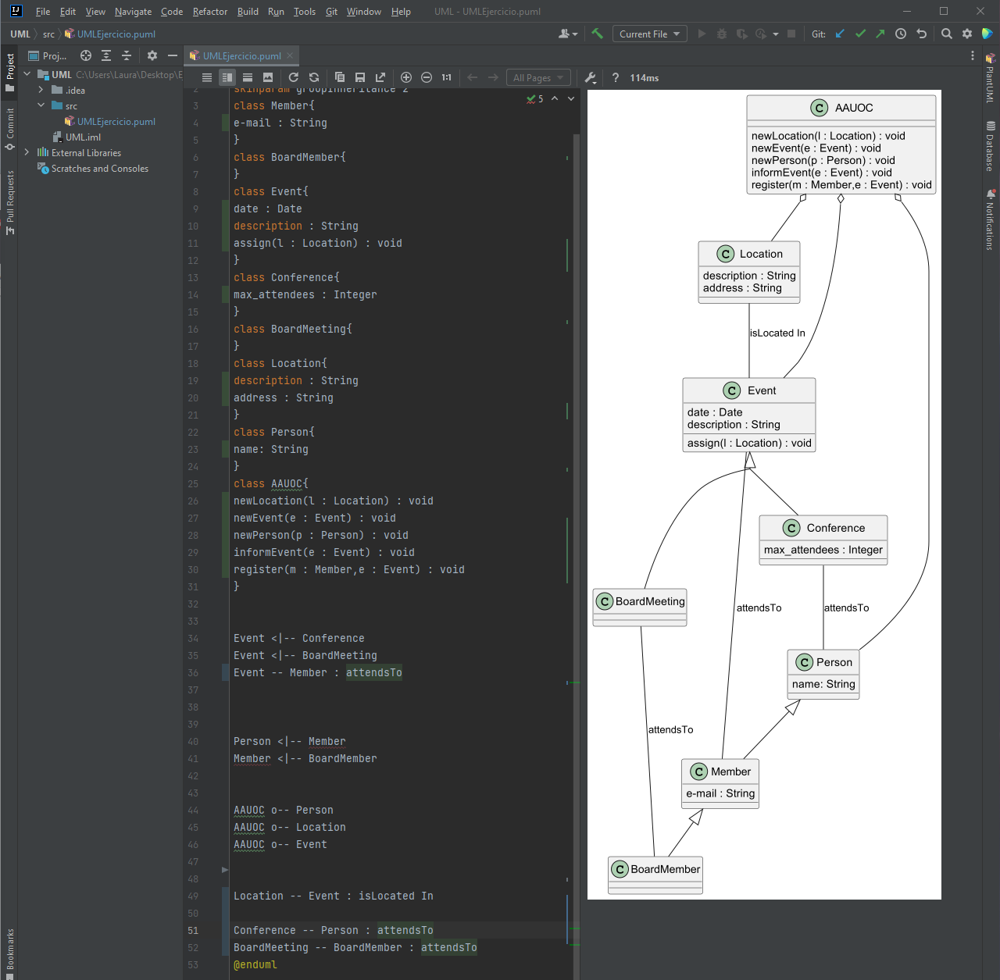 File Edit View Navigate Code Refactor Build Run Tools Git Window Help UML - UMLEjercicio.puml
UML src UMLEjercicio.puml Current File Git:
Project
Commit
Pull Requests
Bookmarks
Proj...
UML C:\Users\Laura\Desktop\E
.idea
src
UMLEjercicio.puml
UML.iml
External Libraries
Scratches and Consoles
UMLEjercicio.puml
1:1 All Pages ? 114ms
5
2 skinparam groupInheritance 2
3 class Member{
4 e-mail : String
5 }
6 class BoardMember{
7 }
8 class Event{
9 date : Date
10 description : String
11 assign(l : Location) : void
12 }
13 class Conference{
14 max_attendees : Integer
15 }
16 class BoardMeeting{
17 }
18 class Location{
19 description : String
20 address : String
21 }
22 class Person{
23 name: String
24 }
25 class AAUOC{
26 newLocation(l : Location) : void
27 newEvent(e : Event) : void
28 newPerson(p : Person) : void
29 informEvent(e : Event) : void
30 register(m : Member,e : Event) : void
31 }
32
33
34 Event <|-- Conference
35 Event <|-- BoardMeeting
36 Event -- Member : attendsTo
37
38
39
40 Person <|-- Member
41 Member <|-- BoardMember
42
43
44 AAUOC o-- Person
45 AAUOC o-- Location
46 AAUOC o-- Event
47
48
49 Location -- Event : isLocated In
50
51 Conference -- Person : attendsTo
52 BoardMeeting -- BoardMember : attendsTo
53 @enduml
C AAUOC
newLocation(l : Location) : void
newEvent(e : Event) : void
newPerson(p : Person) : void
informEvent(e : Event) : void
register(m : Member,e : Event) : void
C Location
description : String
address : String
isLocated In
C Event
date : Date
description : String
assign(l : Location) : void
C Conference
max_attendees : Integer
C BoardMeeting
attendsTo
attendsTo
C Person
name: String
attendsTo
C Member
e-mail : String
C BoardMember
PlantUML
Database
Notifications